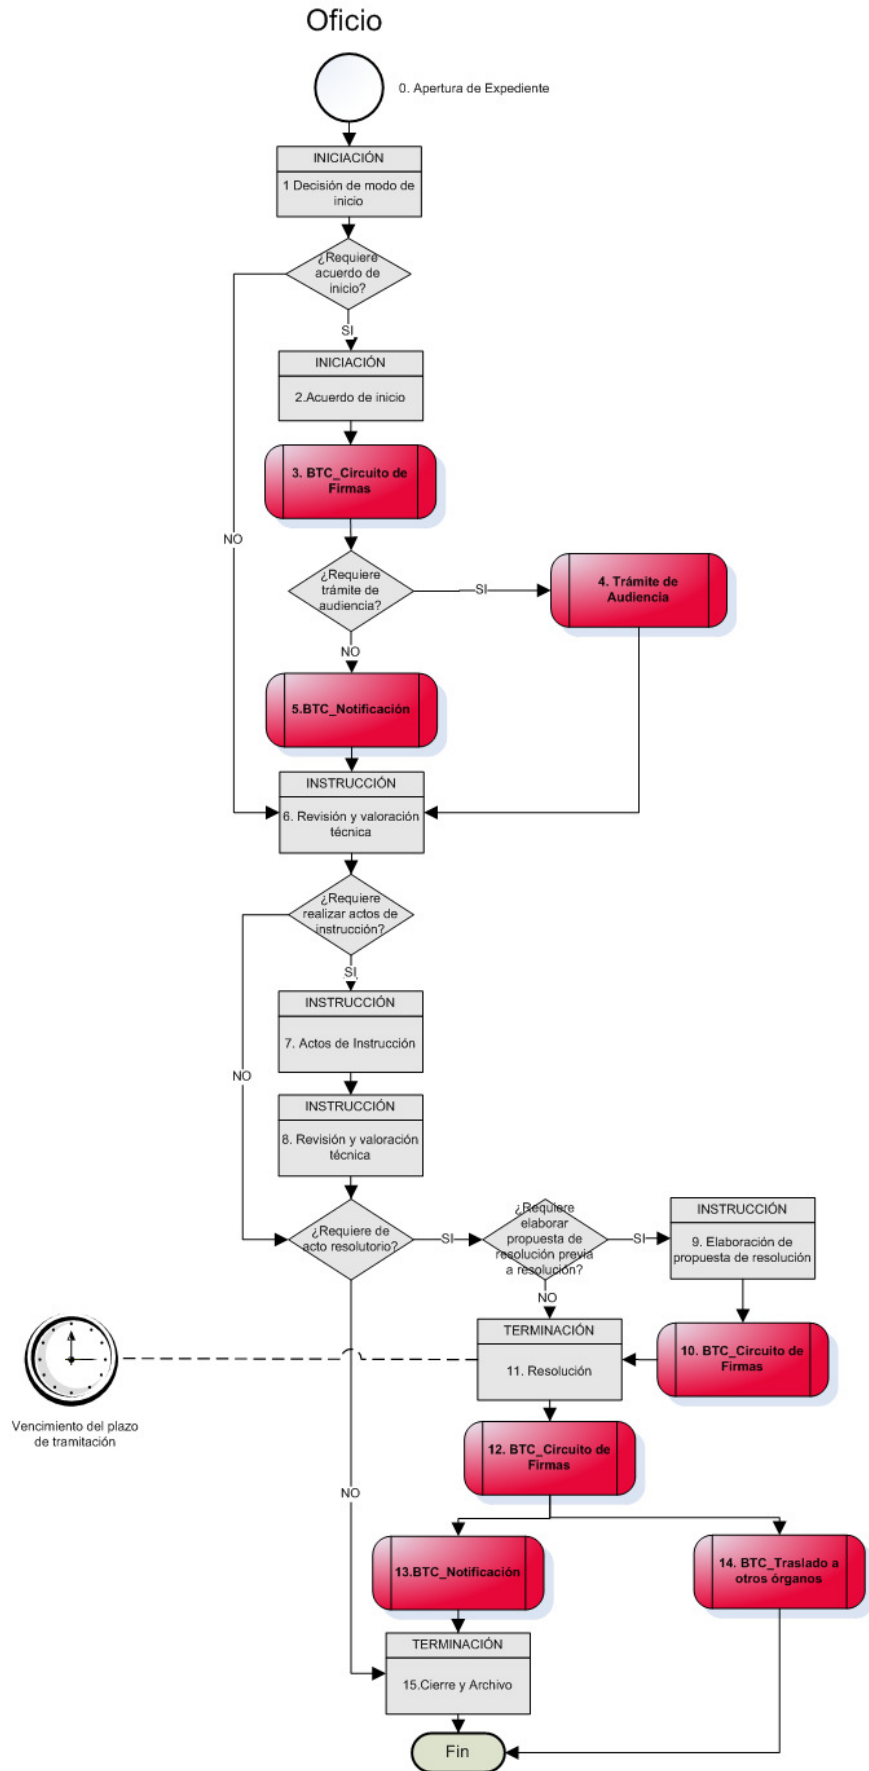 Oficio
0. Apertura de Expediente
INICIACIÓN
1 Decisión de modo de
inicio
¿Requiere
acuerdo de
inicio?
SI
INICIACIÓN
2.Acuerdo de inicio
3. BTC_Circuito de
Firmas
NO
¿Requiere
trámite de
audiencia?
SI
4. Trámite de
Audiencia
NO
5.BTC_Notificación
INSTRUCCIÓN
6. Revisión y valoración
técnica
¿Requiere
realizar actos de
instrucción?
SI
INSTRUCCIÓN
7. Actos de Instrucción
NO
INSTRUCCIÓN
8. Revisión y valoración
técnica
¿Requiere de
acto resolutorio?
SI
¿Requiere
elaborar
propuesta de
resolución previa
a resolución?
SI
INSTRUCCIÓN
9. Elaboración de
propuesta de resolución
NO
TERMINACIÓN
11. Resolución
10. BTC_Circuito de
Firmas
Vencimiento del plazo
de tramitación
12. BTC_Circuito de
Firmas
NO
13.BTC_Notificación
14. BTC_Traslado a
otros órganos
TERMINACIÓN
15.Cierre y Archivo
Fin